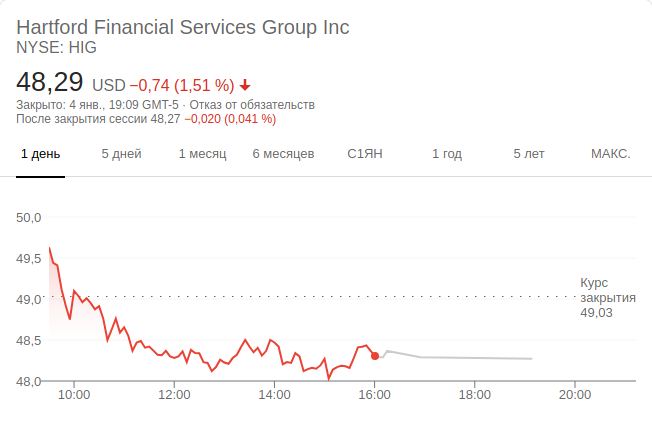 Hartford Financial Services Group Inc
NYSE: HIG
48,29 USD −0,74 (1,51 %)
Закрыто: 4 янв., 19:09 GMT-5 · Отказ от обязательств
После закрытия сессии 48,27 −0,020 (0,041 %)
1 день 5 дней 1 месяц 6 месяцев С1ЯН 1 год 5 лет МАКС.
50,0
49,5
Курс
49,0 закрытия
49,03
48,5
48,0
10:00 12:00 14:00 16:00 18:00 20:00